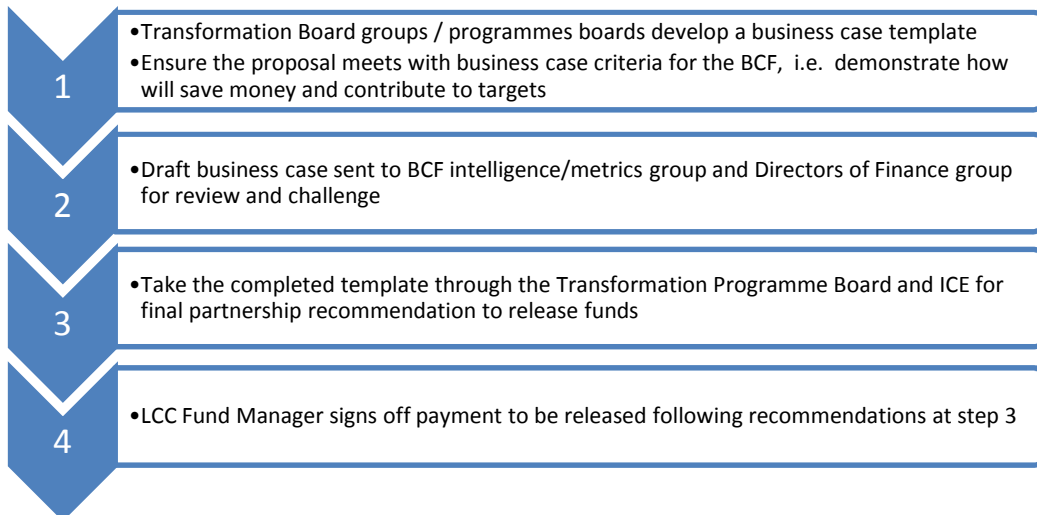 1
•Transformation Board groups / programmes boards develop a business case template
•Ensure the proposal meets with business case criteria for the BCF,  i.e.  demonstrate how
will save money and contribute to targets
2
•Draft business case sent to BCF intelligence/metrics group and Directors of Finance group
for review and challenge
3
•Take the completed template through the Transformation Programme Board and ICE for
final partnership recommendation to release funds
4
•LCC Fund Manager signs off payment to be released following recommendations at step 3